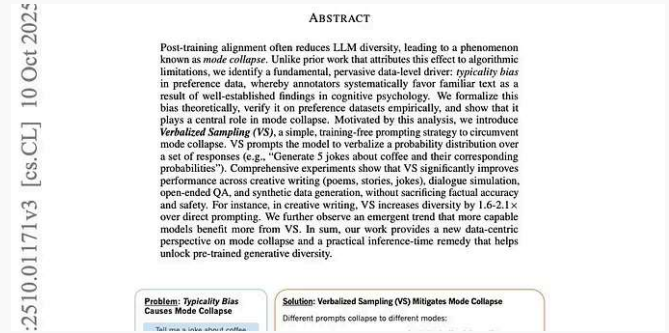 :2510.01171v3 [cs.CL] 10 Oct 2025
ABSTRACT
Post-training alignment often reduces LLM diversity, leading to a phenomenon
known as mode collapse. Unlike prior work that attributes this effect to algorithmic
limitations, we identify a fundamental, pervasive data-level driver: typicality bias
in preference data, whereby annotators systematically favor familiar text as a
result of well-established findings in cognitive psychology. We formalize this
bias theoretically, verify it on preference datasets empirically, and show that it
plays a central role in mode collapse. Motivated by this analysis, we introduce
Verbalized Sampling (VS), a simple, training-free prompting strategy to circumvent
mode collapse. VS prompts the model to verbalize a probability distribution over
a set of responses (e.g., "Generate 5 jokes about coffee and their corresponding
probabilities"). Comprehensive experiments show that VS significantly improves
performance across creative writing (poems, stories, jokes), dialogue simulation,
open-ended QA, and synthetic data generation, without sacrificing factual accuracy
and safety. For instance, in creative writing, VS increases diversity by 1.6-2.1×
over direct prompting. We further observe an emergent trend that more capable
models benefit more from VS. In sum, our work provides a new data-centric
perspective on mode collapse and a practical inference-time remedy that helps
unlock pre-trained generative diversity.
Problem: Typicality Bias
Causes Mode Collapse
Tell me a joke about coffee
Solution: Verbalized Sampling (VS) Mitigates Mode Collapse
Different prompts collapse to different modes: